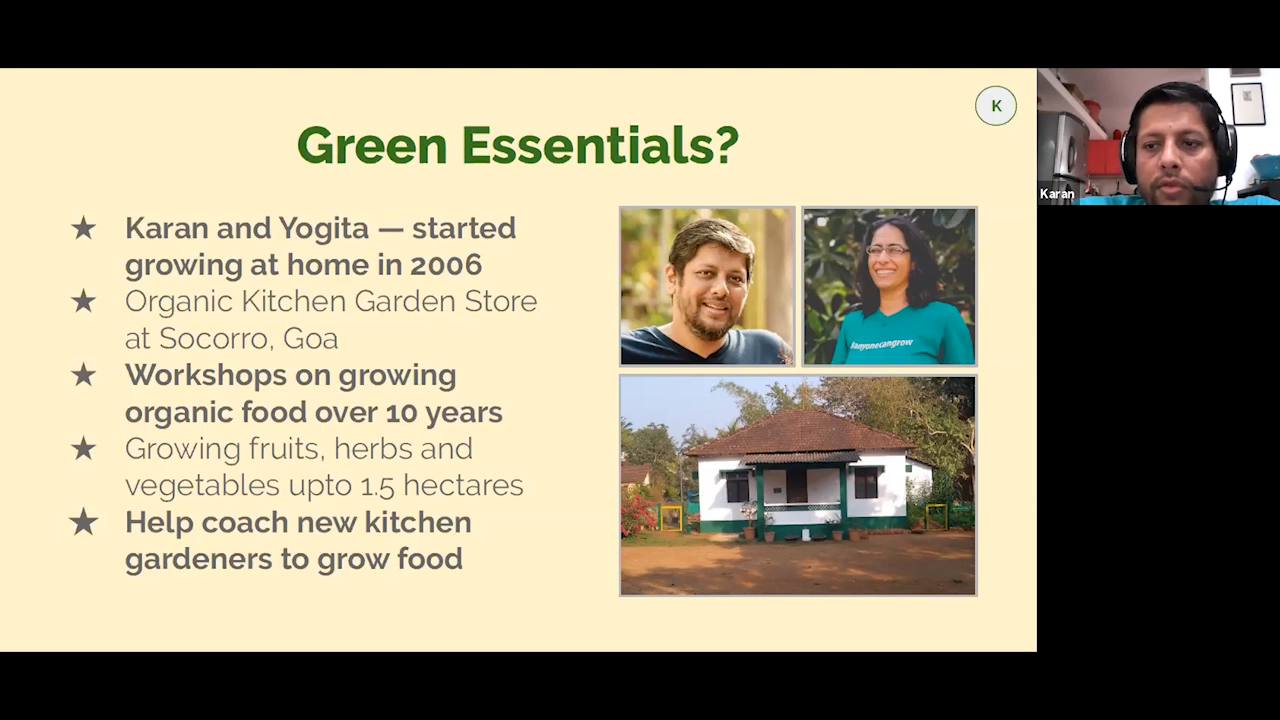 K
Green Essentials?
★ Karan and Yogita — started
growing at home in 2006
★ Organic Kitchen Garden Store
at Socorro, Goa
★ Workshops on growing
organic food over 10 years
★ Growing fruits, herbs and
vegetables upto 1.5 hectares
★ Help coach new kitchen
gardeners to grow food
#anyonecangrow
Karan